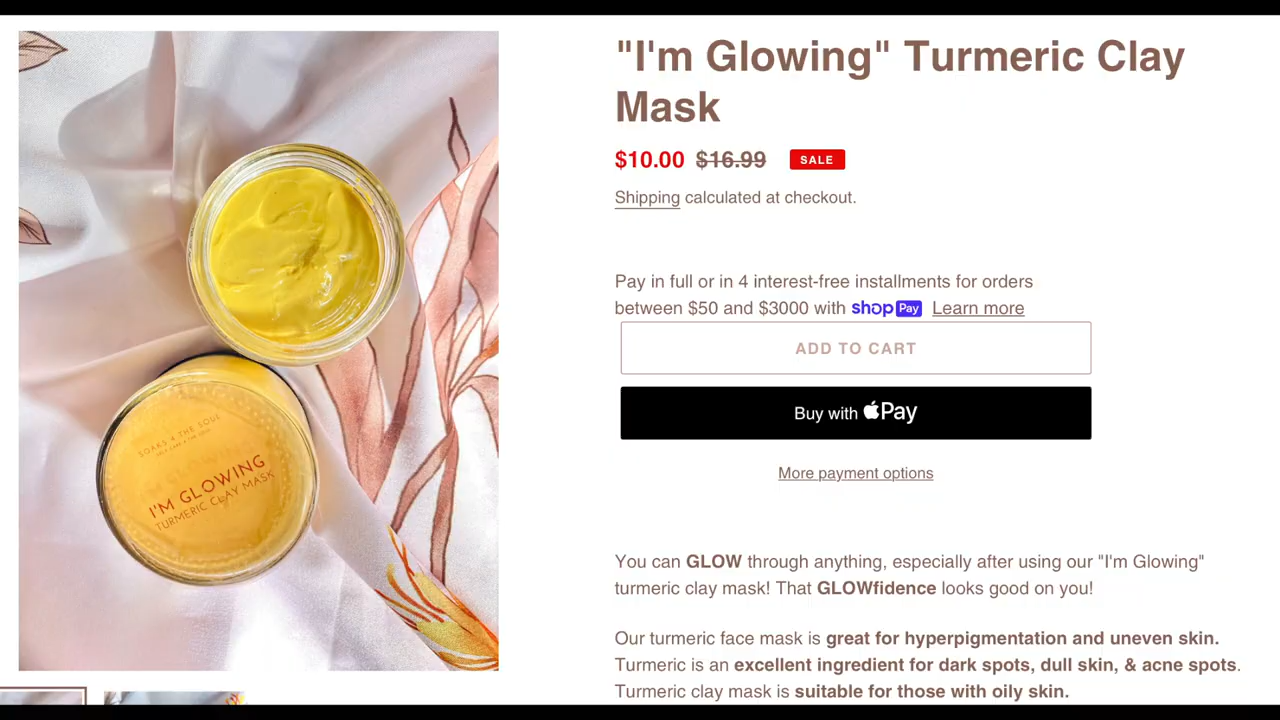 "I'm Glowing" Turmeric Clay
Mask
$10.00 $16.99 SALE
Shipping calculated at checkout.
Pay in full or in 4 interest-free installments for orders
between $50 and $3000 with shop Pay Learn more
ADD TO CART
Buy with Pay
More payment options
You can GLOW through anything, especially after using our "I'm Glowing"
turmeric clay mask! That GLOWfidence looks good on you!
Our turmeric face mask is great for hyperpigmentation and uneven skin.
Turmeric is an excellent ingredient for dark spots, dull skin, & acne spots.
Turmeric clay mask is suitable for those with oily skin.
SOAKS 4 THE SOUL
I'M GLOWING
TURMERIC CLAY MASK